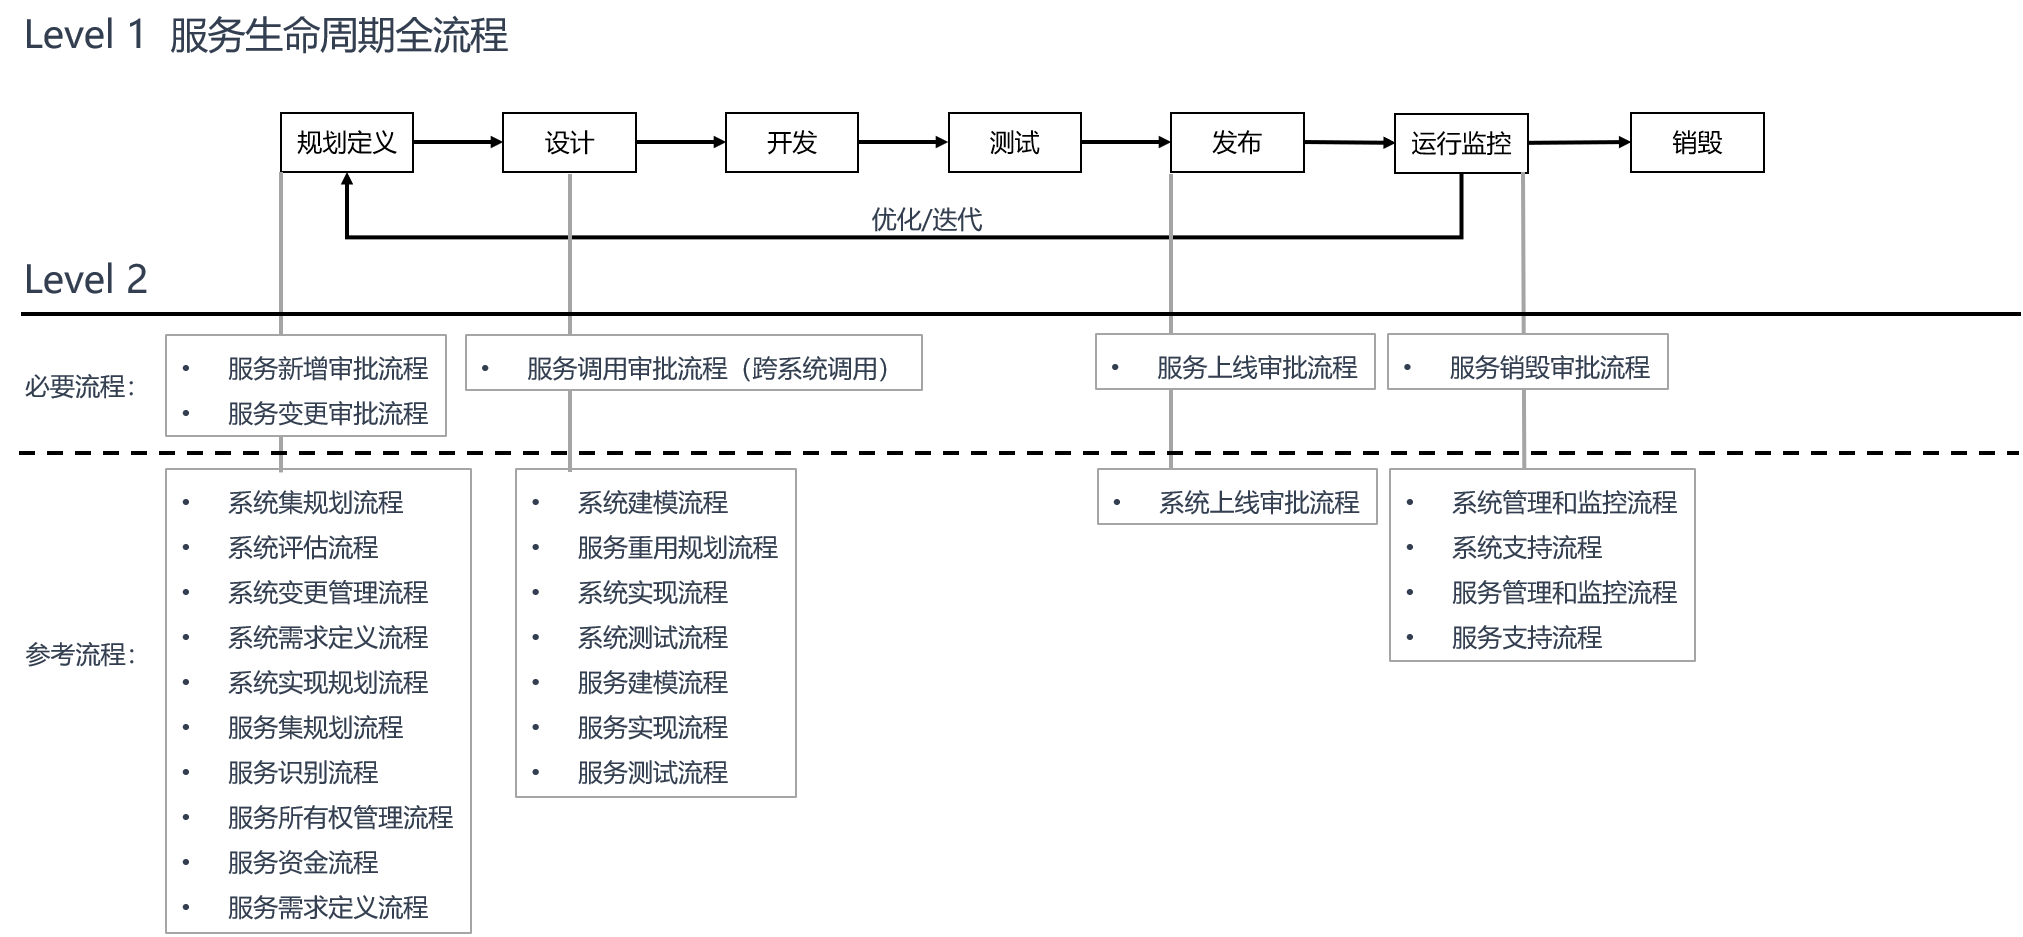 Level 1 服务生命周期全流程
规划定义
设计
开发
测试
发布
运行监控
销毁
优化/迭代
Level 2
必要流程：
• 服务新增审批流程
• 服务变更审批流程
• 服务调用审批流程（跨系统调用）
• 服务上线审批流程
• 服务销毁审批流程
参考流程：
• 系统集规划流程
• 系统评估流程
• 系统变更管理流程
• 系统需求定义流程
• 系统实现规划流程
• 服务集规划流程
• 服务识别流程
• 服务所有权管理流程
• 服务资金流程
• 服务需求定义流程
• 系统建模流程
• 服务重用规划流程
• 系统实现流程
• 系统测试流程
• 服务建模流程
• 服务实现流程
• 服务测试流程
• 系统上线审批流程
• 系统管理和监控流程
• 系统支持流程
• 服务管理和监控流程
• 服务支持流程